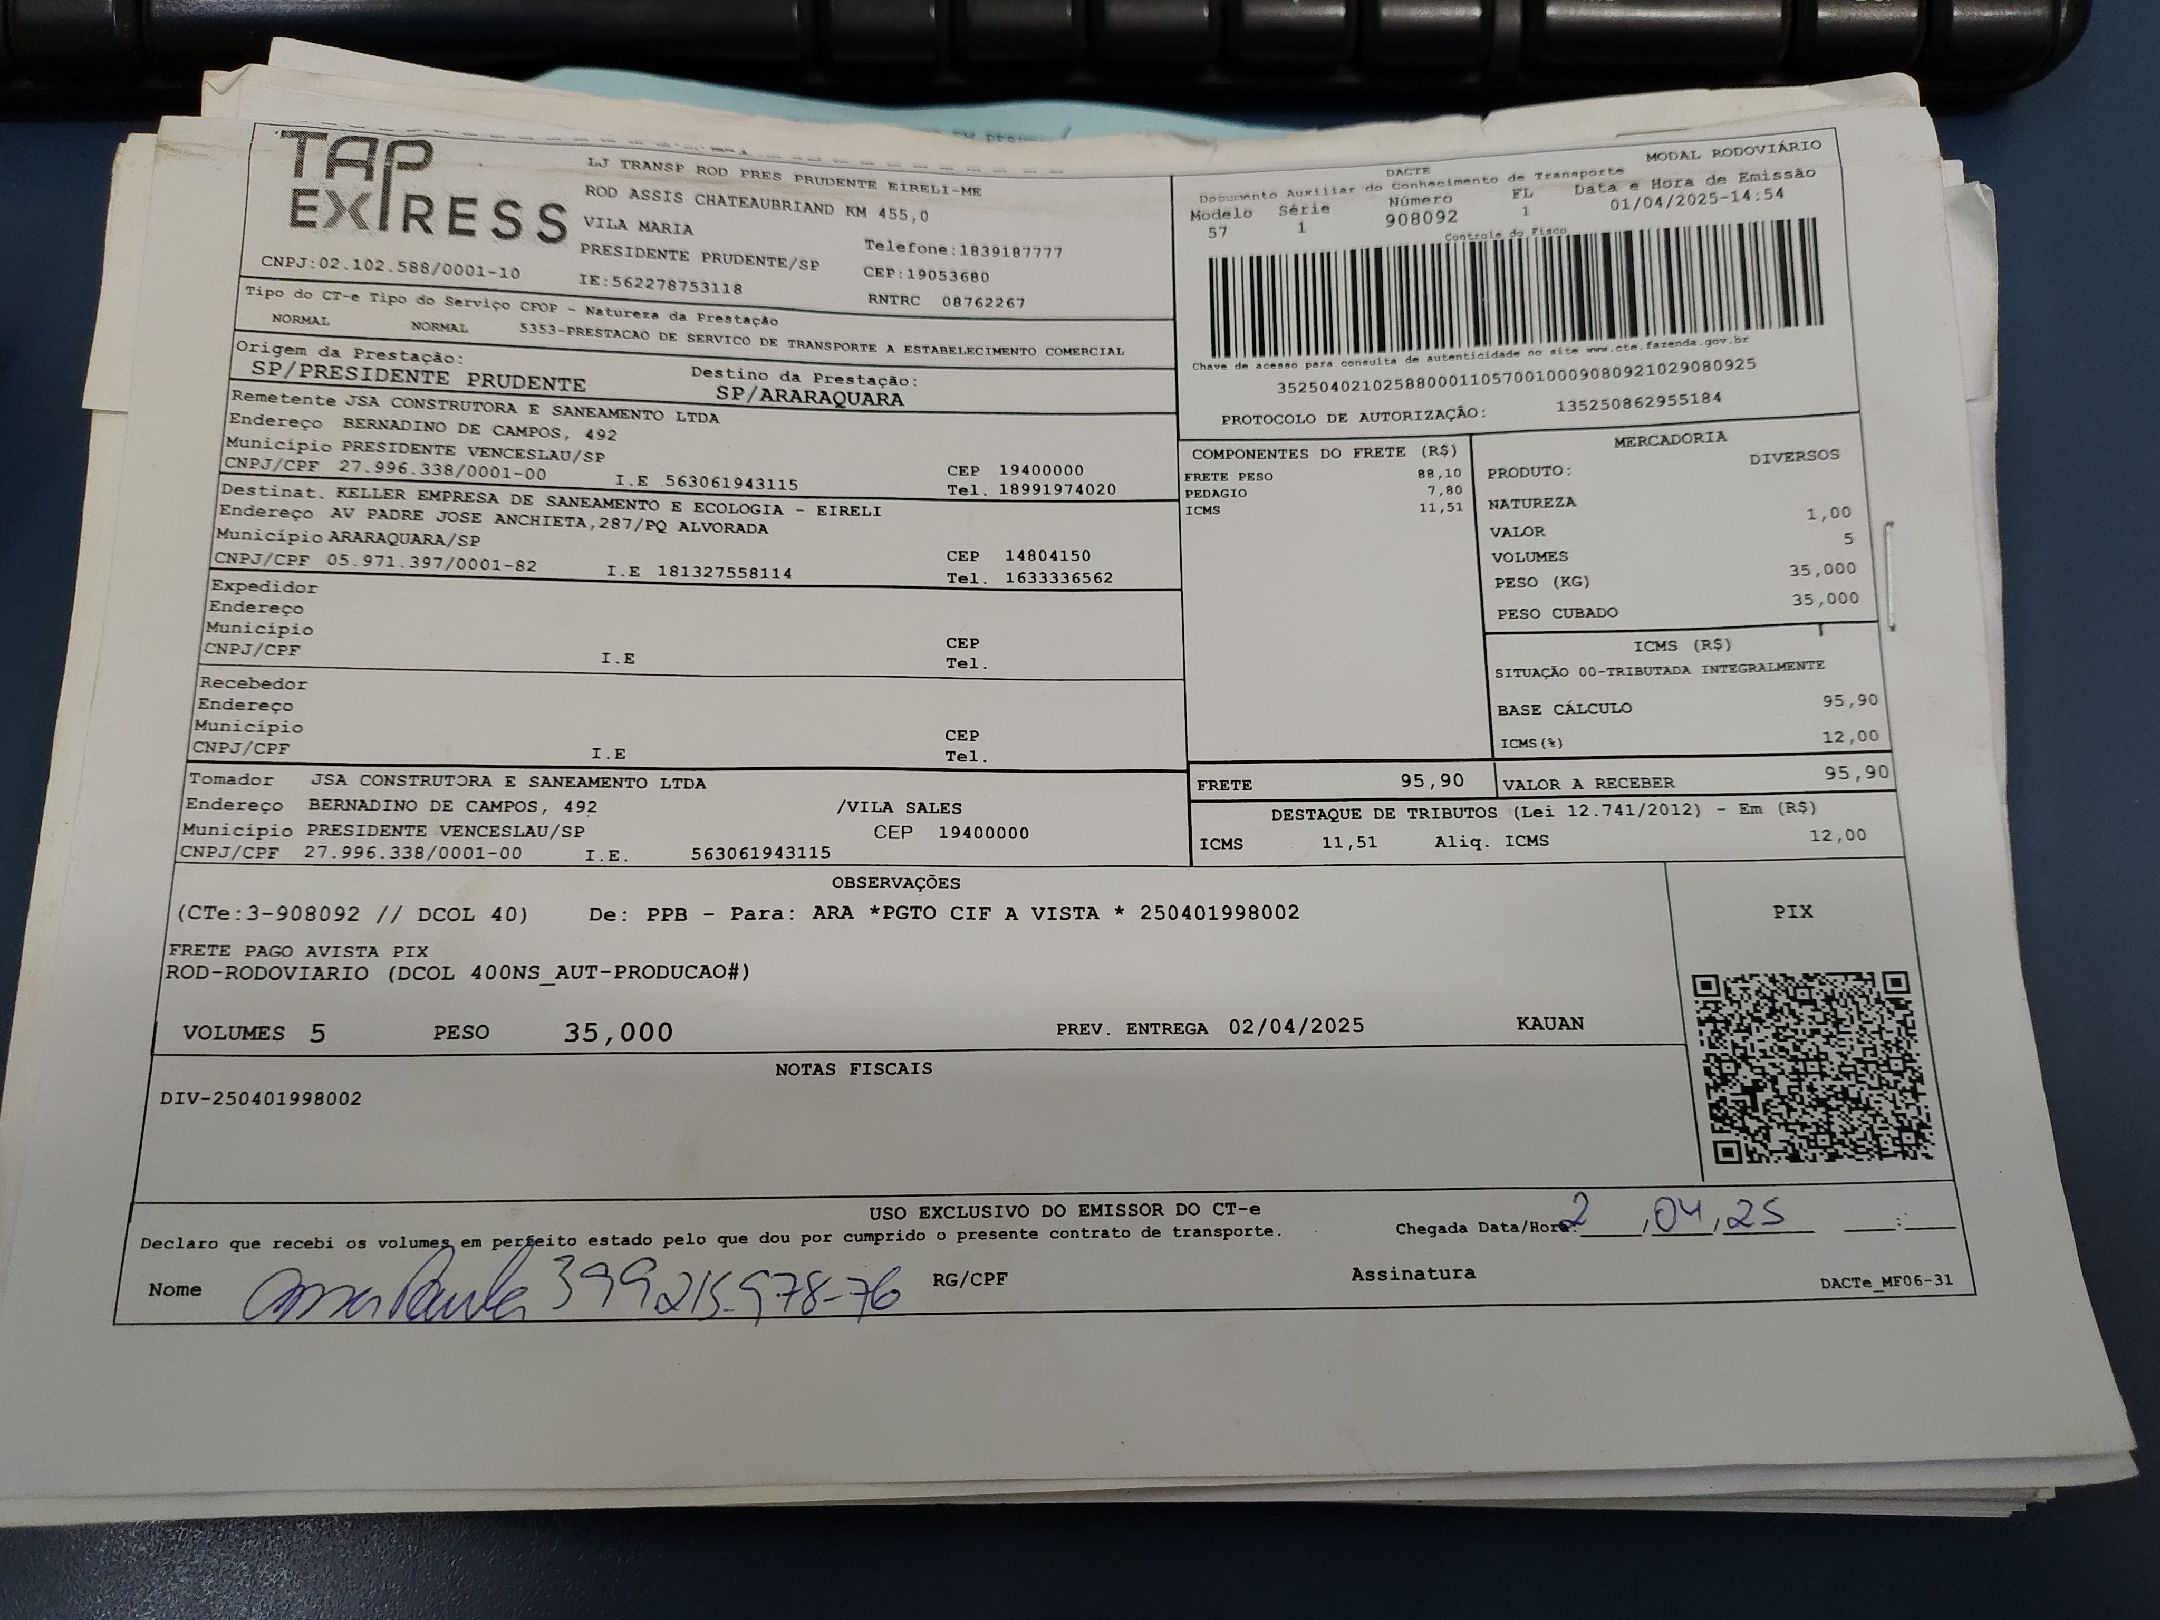 TAP
EXPRESS
LJ TRANSP ROD PRES PRUDENTE EIRELI-ME
ROD ASSIS CHATEAUBRIAND KM 455,0
VILA MARIA
PRESIDENTE PRUDENTE/SP
Telefone:1839187777
CEP:19053680
CNPJ:02.102.588/0001-10
IE:562278753118
RNTRC 08762267
DACTE
MODAL RODOVIÁRIO
Documento Auxiliar do Conhecimento de Transporte
Modelo Série Número FL Data e Hora de Emissão
57 1 908092 1 01/04/2025-14:54
Controle do Fisco
Chave de acesso para consulta de autenticidade no site www.cte.fazenda.gov.br
35250402102588000110570010009080921029080925
PROTOCOLO DE AUTORIZAÇÃO: 135250862955184
Tipo do CT-e Tipo do Serviço CFOP - Natureza da Prestação
NORMAL NORMAL 5353-PRESTACAO DE SERVICO DE TRANSPORTE A ESTABELECIMENTO COMERCIAL
Origem da Prestação: Destino da Prestação:
SP/PRESIDENTE PRUDENTE SP/ARARAQUARA
Remetente JSA CONSTRUTORA E SANEAMENTO LTDA
Endereço BERNADINO DE CAMPOS, 492
Município PRESIDENTE VENCESLAU/SP CEP 19400000
CNPJ/CPF 27.996.338/0001-00 I.E 563061943115 Tel. 18991974020
Destinat. KELLER EMPRESA DE SANEAMENTO E ECOLOGIA - EIRELI
Endereço AV PADRE JOSE ANCHIETA,287/PQ ALVORADA
Município ARARAQUARA/SP CEP 14804150
CNPJ/CPF 05.971.397/0001-82 I.E 181327558114 Tel. 1633336562
Expedidor
Endereço
Município CEP
CNPJ/CPF I.E Tel.
Recebedor
Endereço
Município CEP
CNPJ/CPF I.E Tel.
Tomador JSA CONSTRUTORA E SANEAMENTO LTDA
Endereço BERNADINO DE CAMPOS, 492 /VILA SALES
Município PRESIDENTE VENCESLAU/SP CEP 19400000
CNPJ/CPF 27.996.338/0001-00 I.E. 563061943115
COMPONENTES DO FRETE (R$)
FRETE PESO 88,10
PEDAGIO 7,80
ICMS 11,51
MERCADORIA
PRODUTO: DIVERSOS
NATUREZA
VALOR 1,00
VOLUMES 5
PESO (KG) 35,000
PESO CUBADO 35,000
ICMS (R$)
SITUAÇÃO 00-TRIBUTADA INTEGRALMENTE
BASE CÁLCULO 95,90
ICMS(%) 12,00
FRETE 95,90 VALOR A RECEBER 95,90
DESTAQUE DE TRIBUTOS (Lei 12.741/2012) - Em (R$)
ICMS 11,51 Aliq. ICMS 12,00
OBSERVAÇÕES
(CTe:3-908092 // DCOL 40) De: PPB - Para: ARA *PGTO CIF A VISTA * 250401998002
FRETE PAGO AVISTA PIX
ROD-RODOVIARIO (DCOL 400NS_AUT-PRODUCAO#)
VOLUMES 5 PESO 35,000 PREV. ENTREGA 02/04/2025 KAUAN
PIX
NOTAS FISCAIS
DIV-250401998002
USO EXCLUSIVO DO EMISSOR DO CT-e
Declaro que recebi os volumes em perfeito estado pelo que dou por cumprido o presente contrato de transporte.
Chegada Data/Hora: 2 ,04,25 :
Nome Ana Paula 399215.978-76 RG/CPF Assinatura
DACTe_MF06-31